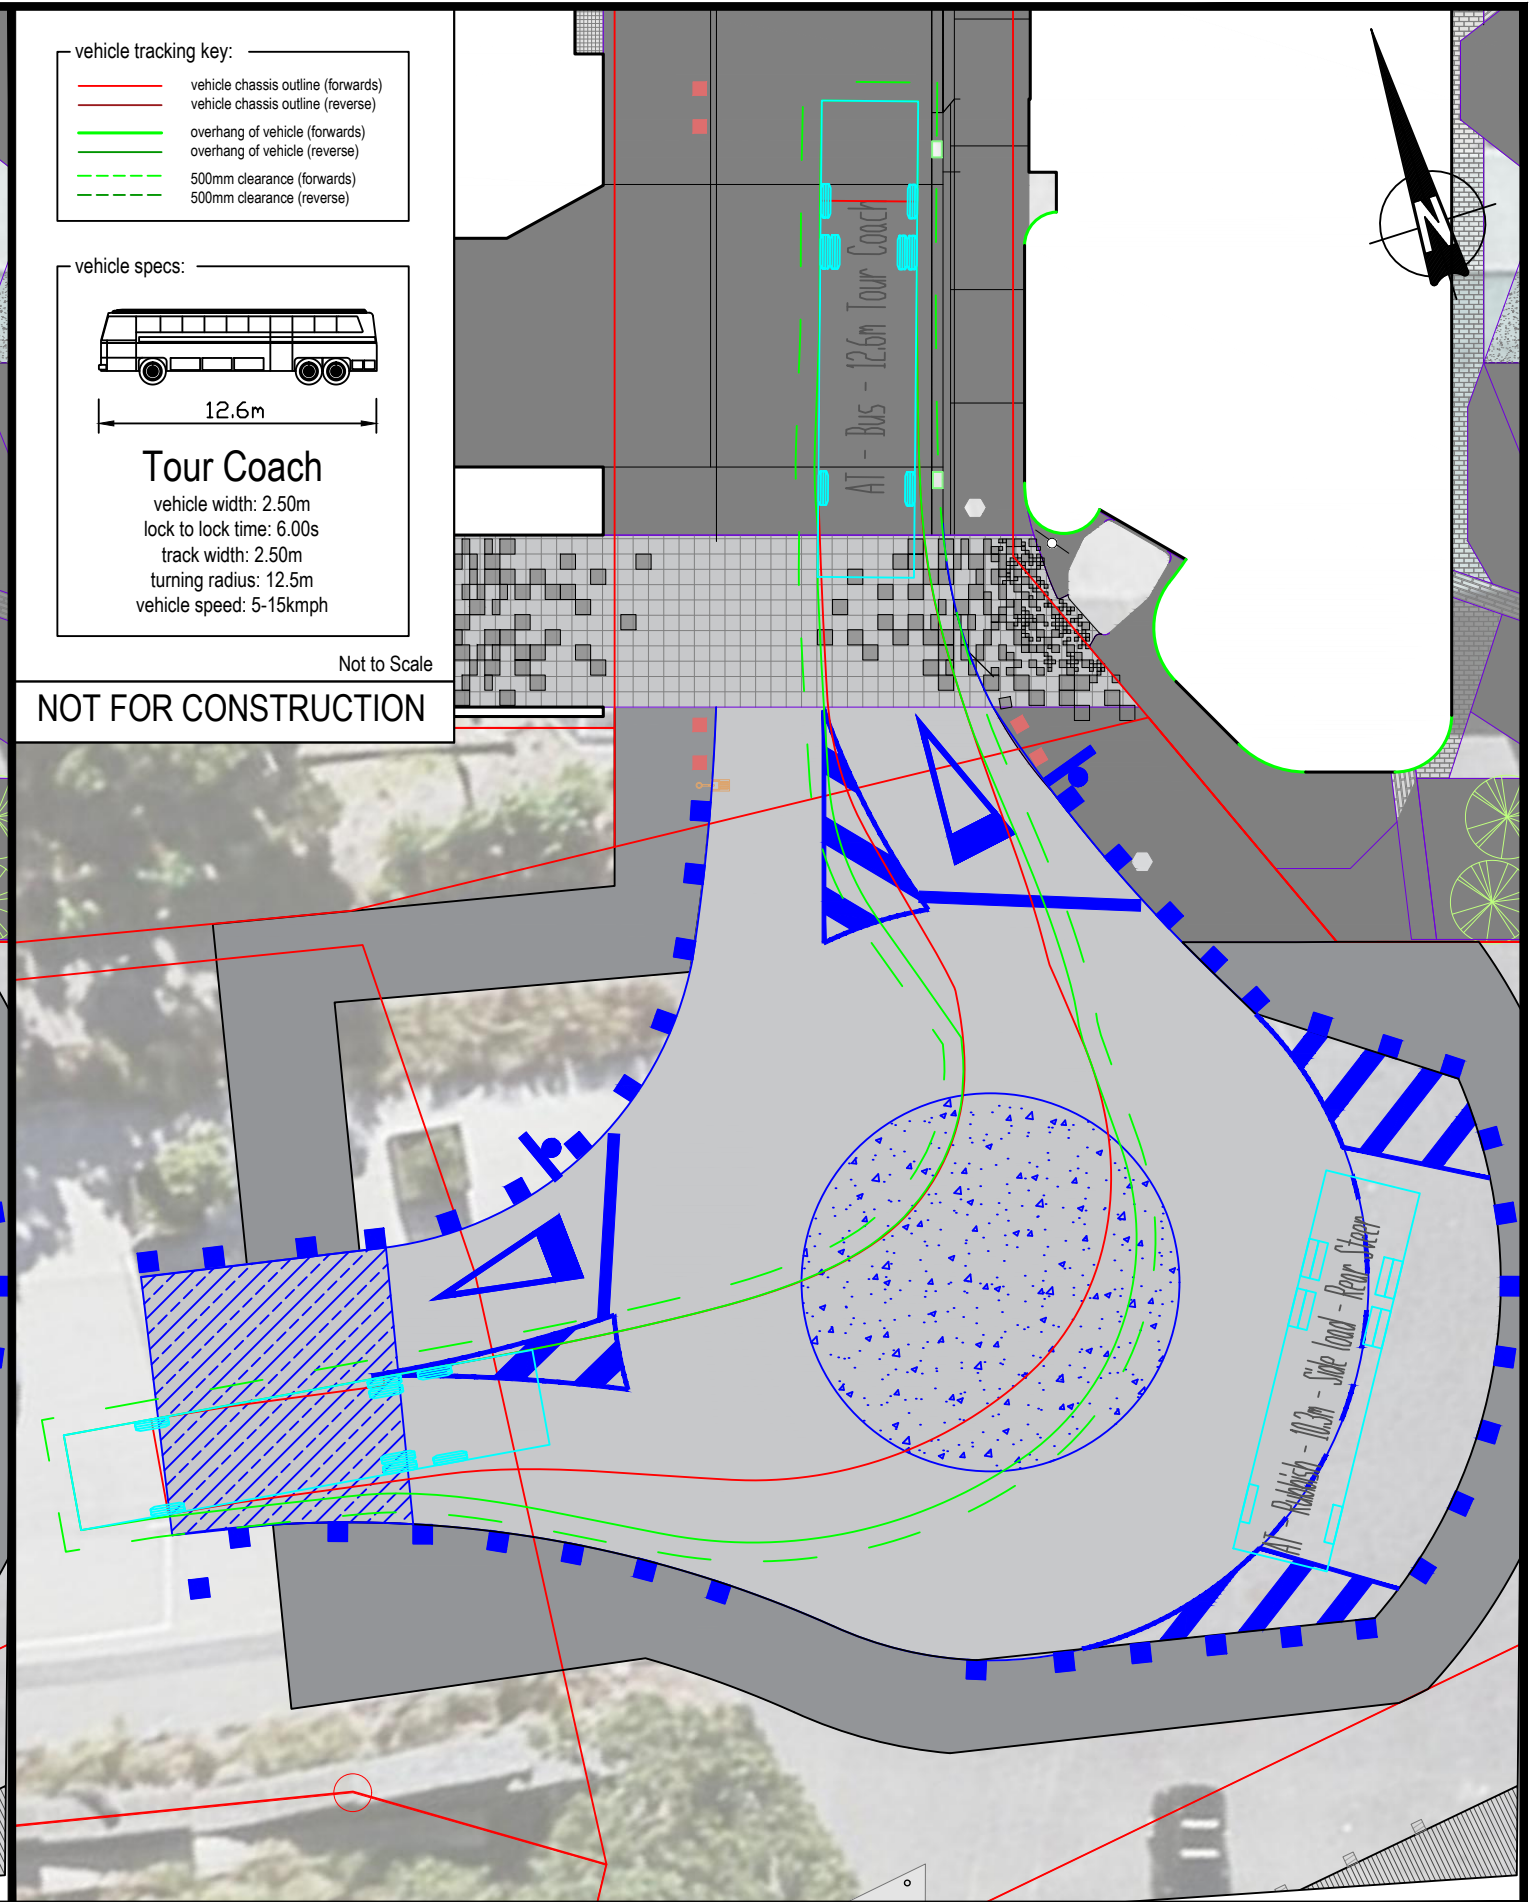 vehicle tracking key:
vehicle chassis outline (forwards)
vehicle chassis outline (reverse)
overhang of vehicle (forwards)
overhang of vehicle (reverse)
500mm clearance (forwards)
500mm clearance (reverse)
vehicle specs:
12.6m
Tour Coach
vehicle width: 2.50m
lock to lock time: 6.00s
track width: 2.50m
turning radius: 12.5m
vehicle speed: 5-15kmph
Not to Scale
NOT FOR CONSTRUCTION
AT - Bus - 12.6m Tour Coach
AT - Rubbish - 10.3m - Side load - Rear Steer